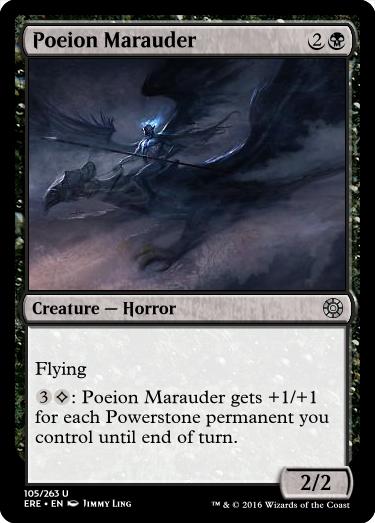 Poeion Marauder 2
Creature — Horror
Flying
3: Poeion Marauder gets +1/+1
for each Powerstone permanent you
control until end of turn.
2/2
105/263 U
ERE • EN Jimmy Ling
™ & © 2016 Wizards of the Coast